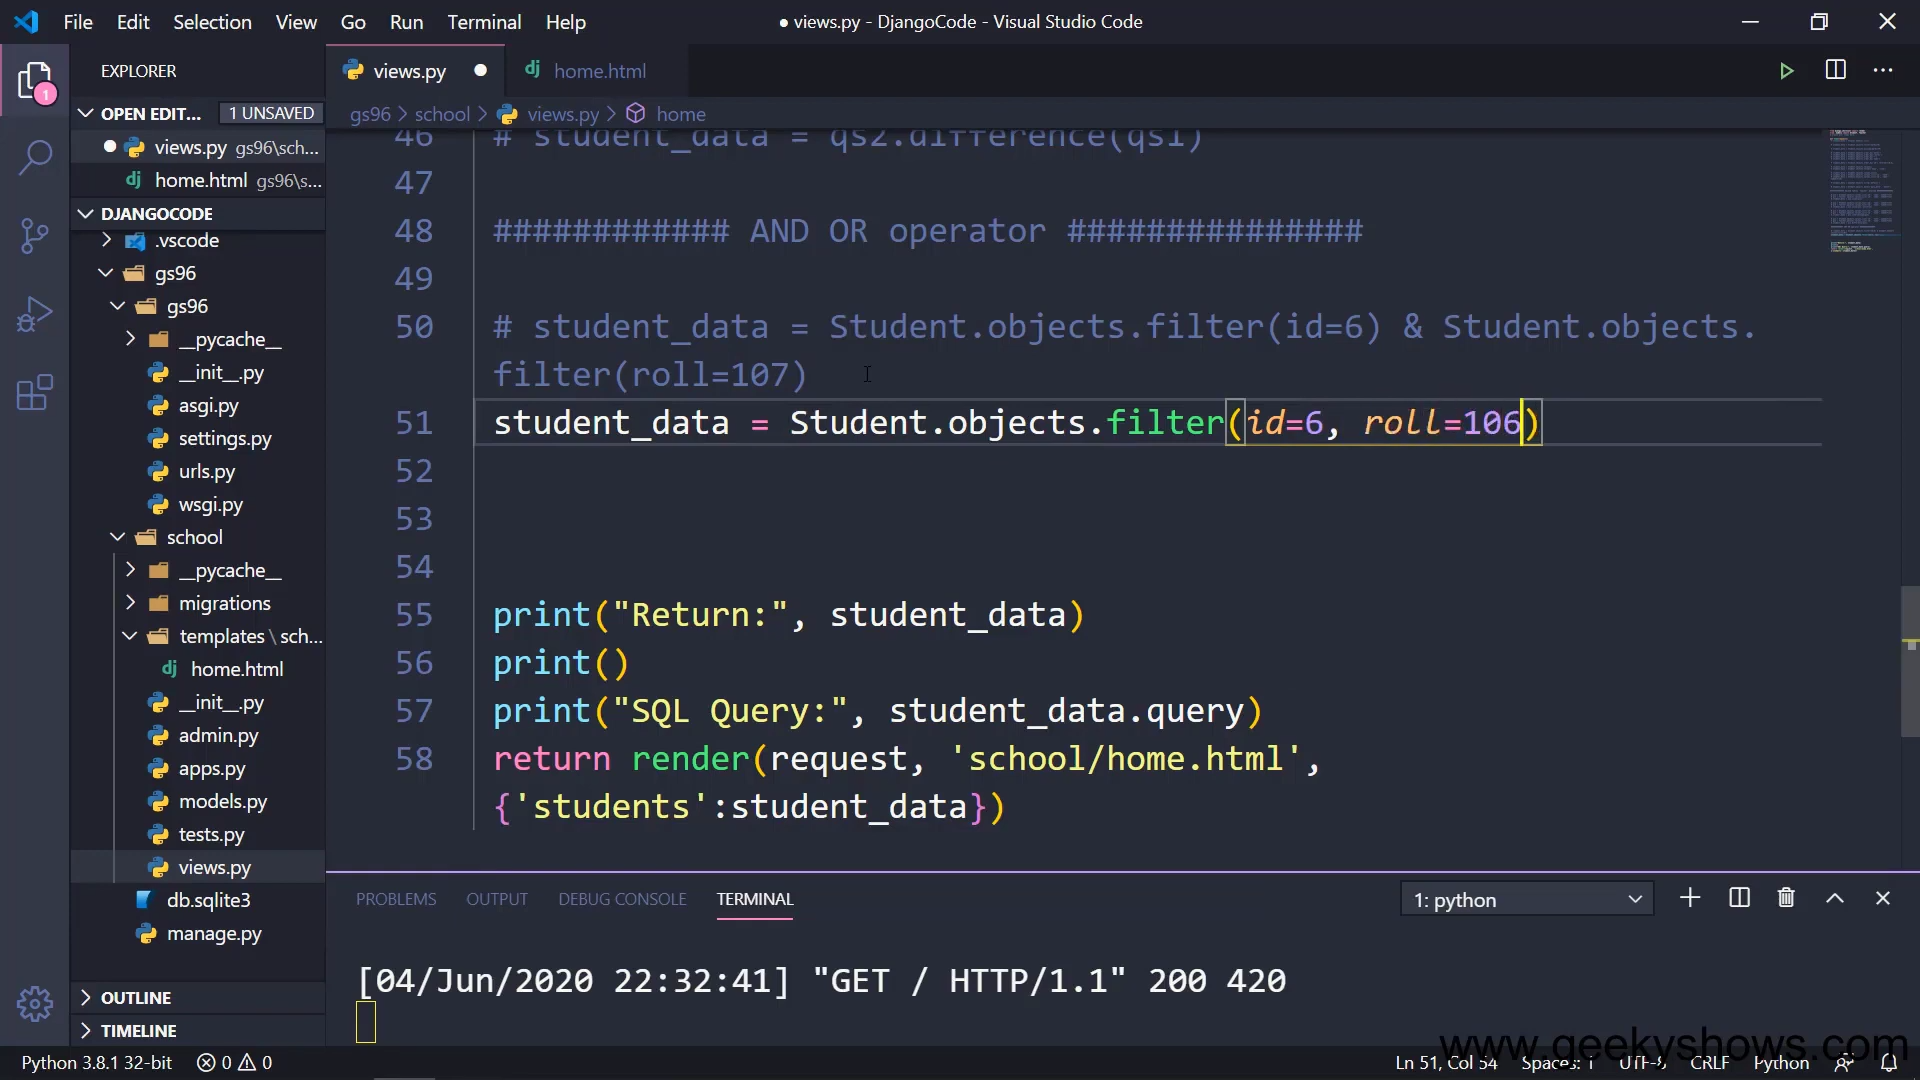 File Edit Selection View Go Run Terminal Help
● views.py - DjangoCode - Visual Studio Code
EXPLORER
1
OPEN EDIT... 1 UNSAVED
views.py gs96\sch...
home.html gs96\s...
DJANGOCODE
.vscode
gs96
gs96
__pycache__
__init__.py
asgi.py
settings.py
urls.py
wsgi.py
school
__pycache__
migrations
templates\sch...
home.html
__init__.py
admin.py
apps.py
models.py
tests.py
views.py
db.sqlite3
manage.py
OUTLINE
TIMELINE
views.py
home.html
gs96 > school > views.py > home
46 # student_data = qs2.difference(qs1)
47
48 ############ AND OR operator ###############
49
50 # student_data = Student.objects.filter(id=6) & Student.objects.
filter(roll=107)
51 student_data = Student.objects.filter(id=6, roll=106)
52
53
54
55 print("Return:", student_data)
56 print()
57 print("SQL Query:", student_data.query)
58 return render(request, 'school/home.html',
{'students':student_data})
PROBLEMS OUTPUT DEBUG CONSOLE TERMINAL
1: python
[04/Jun/2020 22:32:41] "GET / HTTP/1.1" 200 420
www.geekyshows.com
Python 3.8.1 32-bit 0 0
Ln 51, Col 54 Spaces: 1 UTF-8 CRLF Python